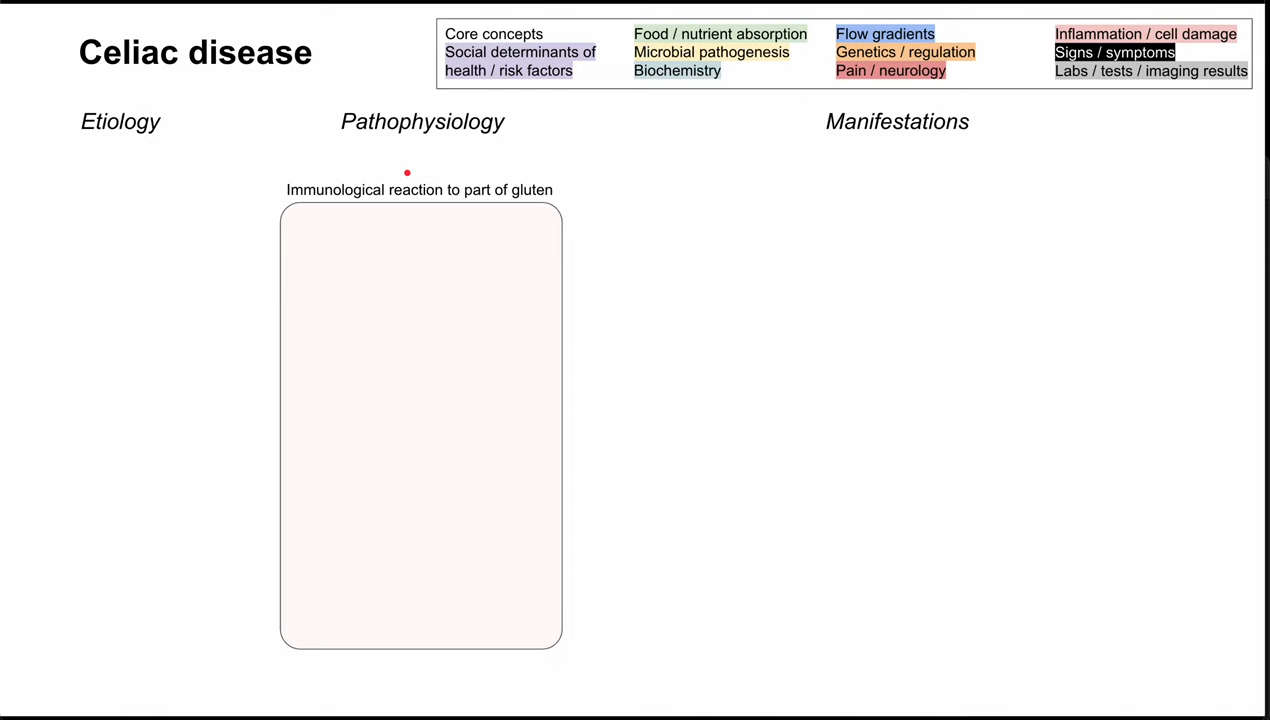 Celiac disease
Core concepts
Social determinants of
health / risk factors
Food / nutrient absorption
Microbial pathogenesis
Biochemistry
Flow gradients
Genetics / regulation
Pain / neurology
Inflammation / cell damage
Signs / symptoms
Labs / tests / imaging results
Etiology
Pathophysiology
Manifestations
Immunological reaction to part of gluten